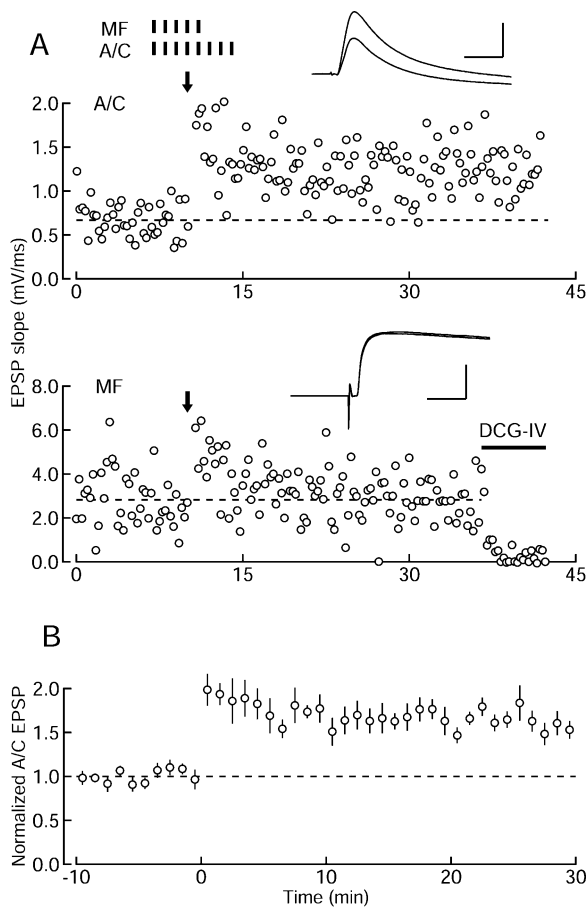 A
MF
A/C
A/C
2.0
1.5
1.0
0.5
0.0
0 15 30 45
EPSP slope (mV/ms)
MF
DCG-IV
8.0
6.0
4.0
2.0
0.0
0 15 30 45
B
Normalized A/C EPSP
2.0
1.5
1.0
0.5
0.0
-10 0 10 20 30
Time (min)